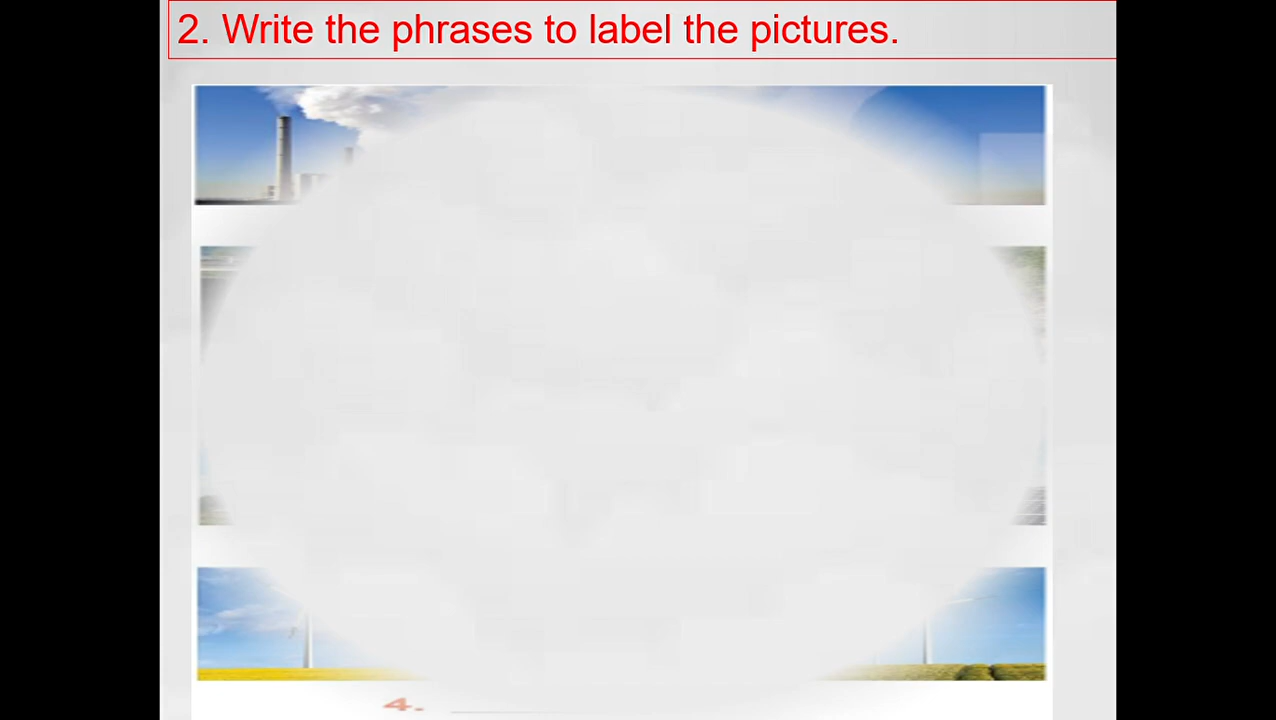 2. Write the phrases to label the pictures.
4.